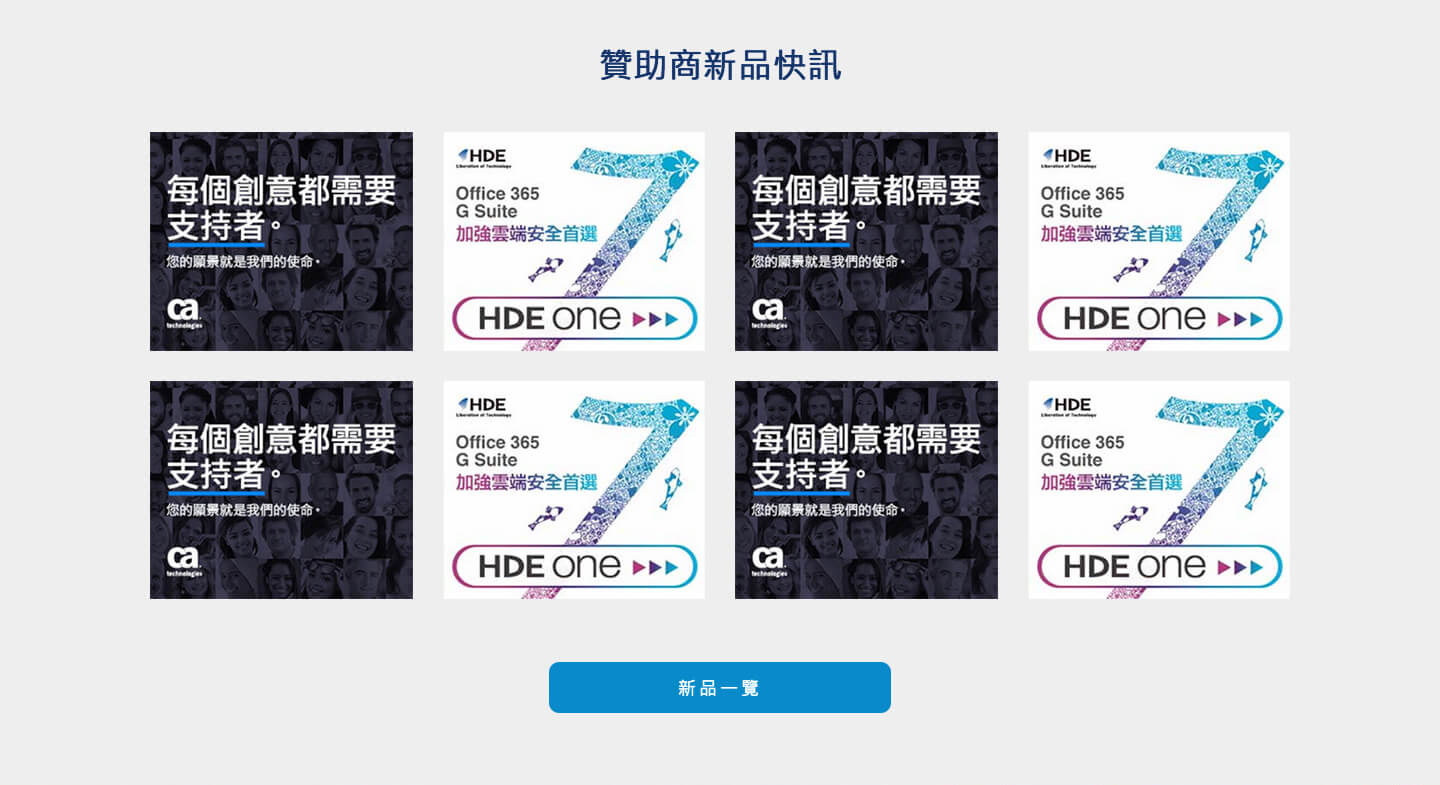 贊助商新品快訊
每個創意都需要
支持者。
您的願景就是我們的使命。
ca
technologies
HDE
Liberation of Technology
Office 365
G Suite
加強雲端安全首選
7
HDE one
每個創意都需要
支持者。
您的願景就是我們的使命。
ca
technologies
HDE
Liberation of Technology
Office 365
G Suite
加強雲端安全首選
7
HDE one
每個創意都需要
支持者。
您的願景就是我們的使命。
ca
technologies
HDE
Liberation of Technology
Office 365
G Suite
加強雲端安全首選
7
HDE one
每個創意都需要
支持者。
您的願景就是我們的使命。
ca
technologies
HDE
Liberation of Technology
Office 365
G Suite
加強雲端安全首選
7
HDE one
新品一覽